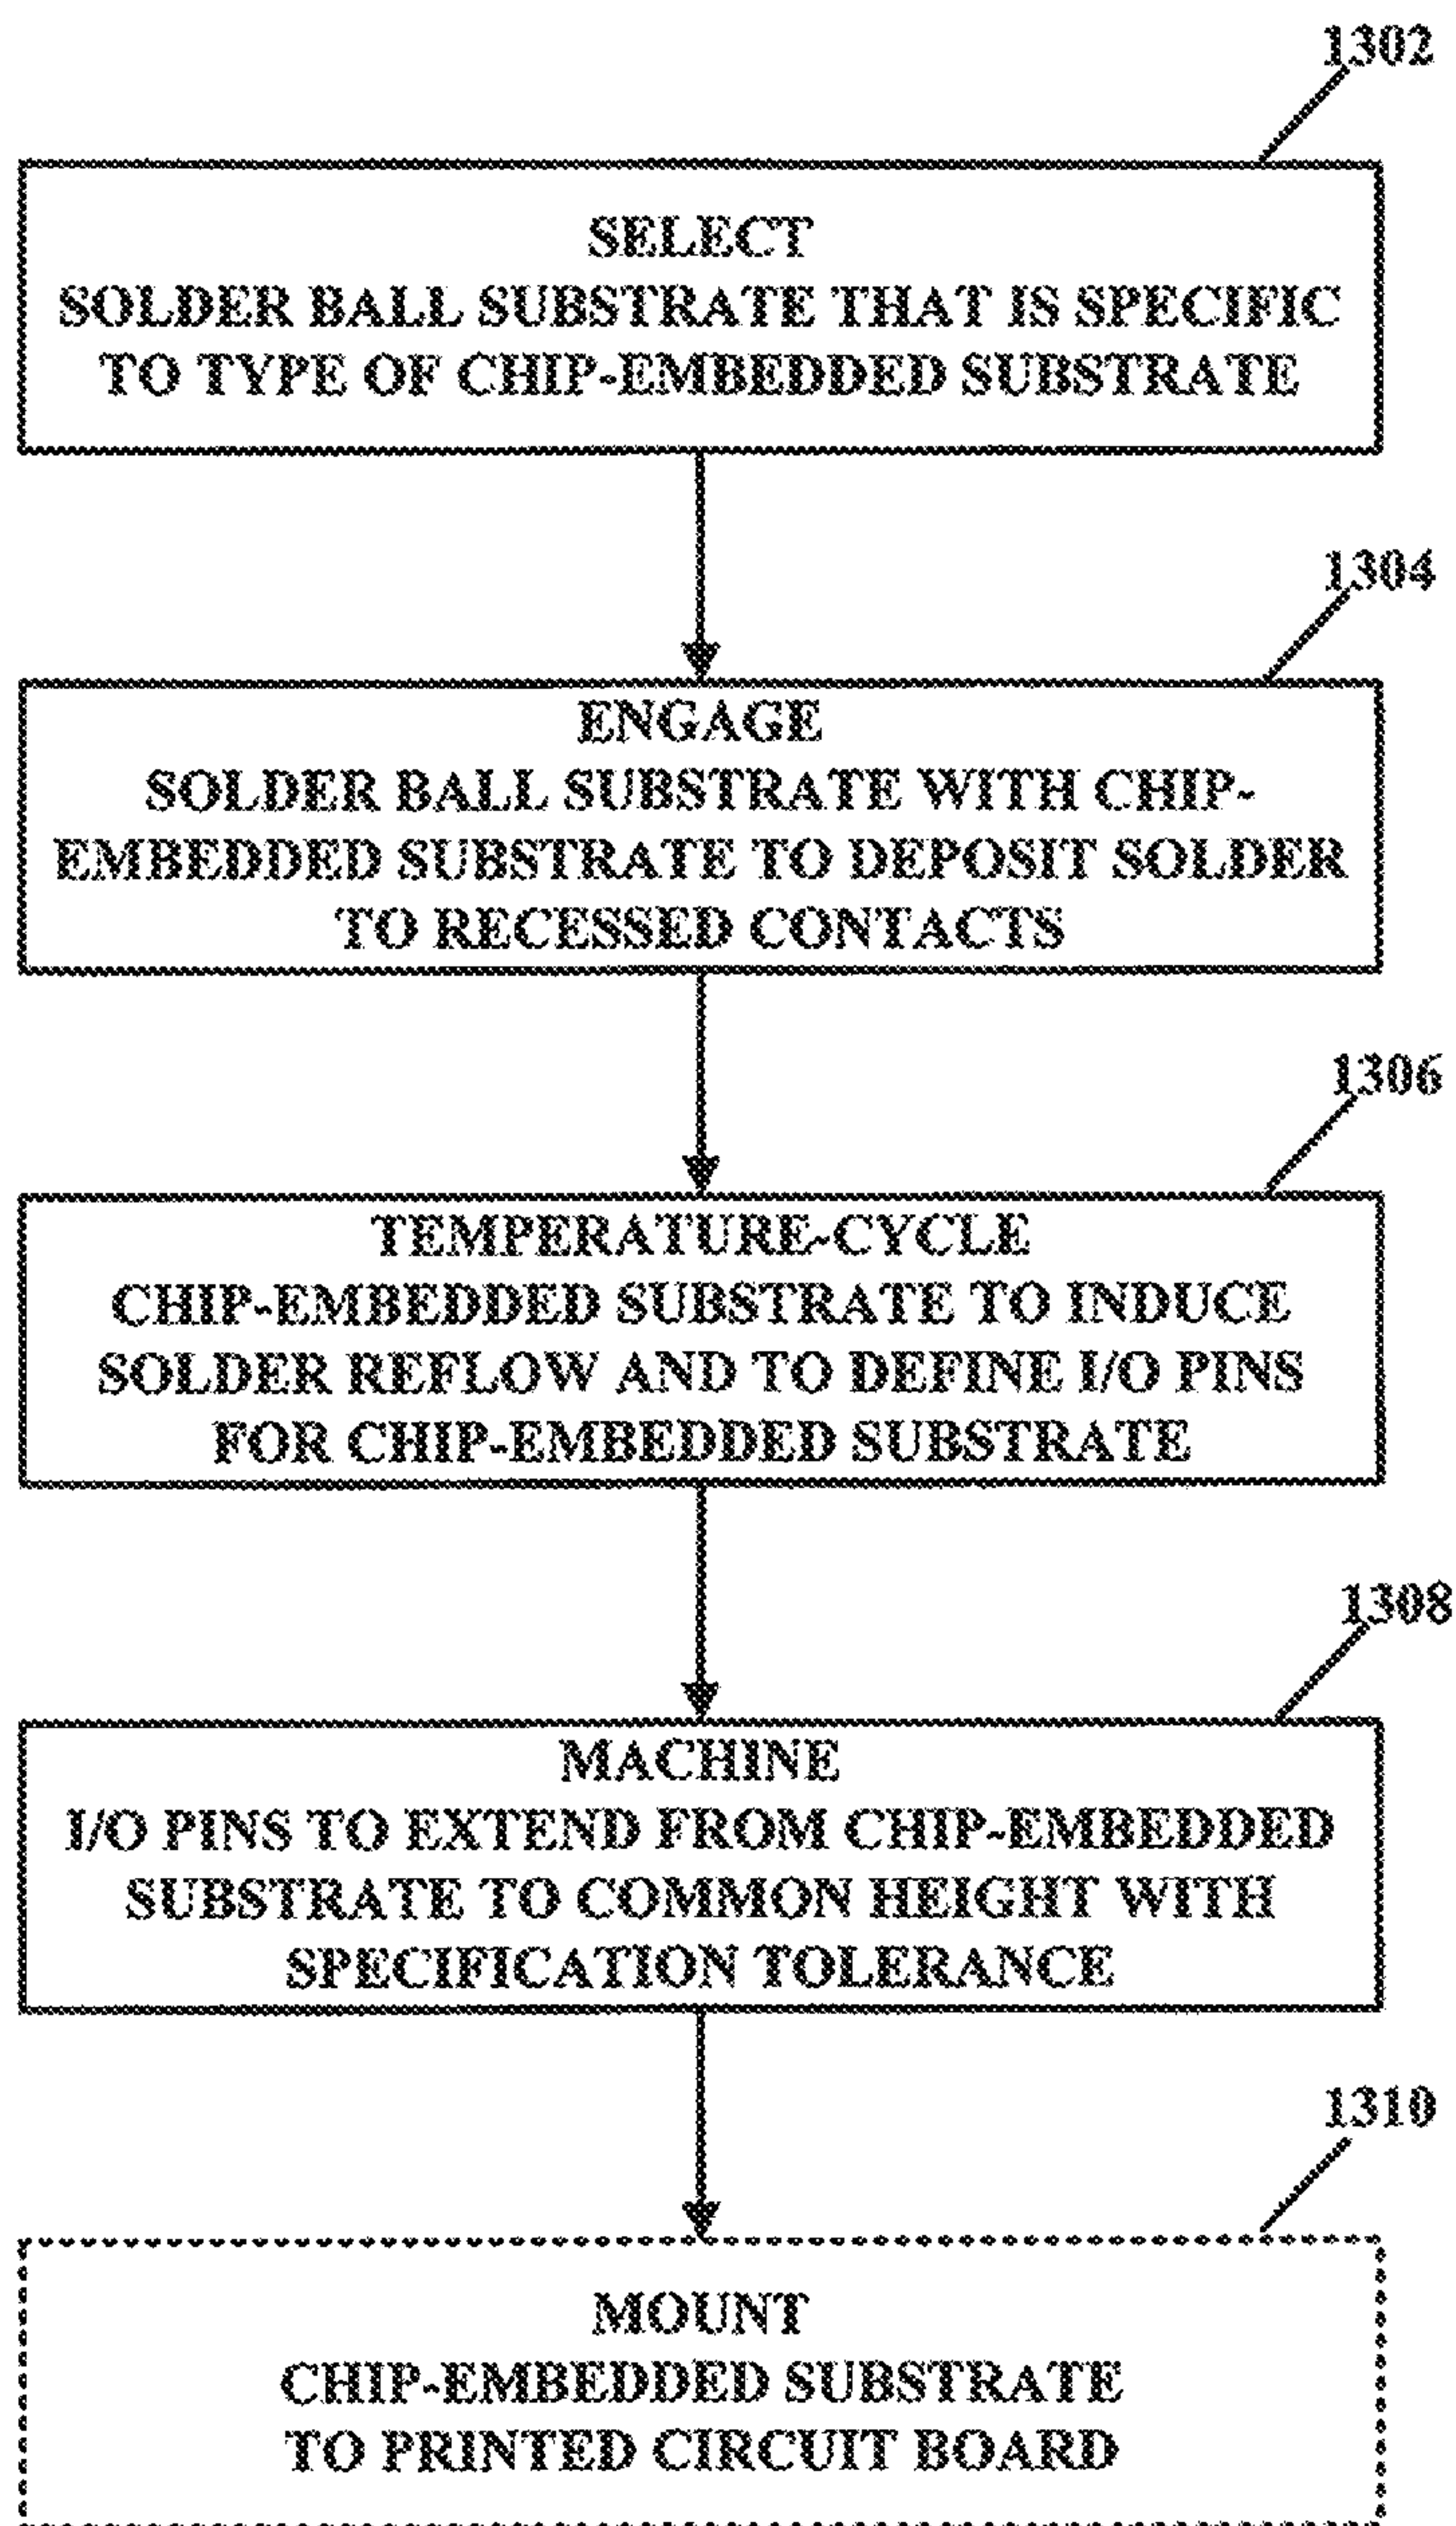 1302
SELECT
SOLDER BALL SUBSTRATE THAT IS SPECIFIC
TO TYPE OF CHIP-EMBEDDED SUBSTRATE
1304
ENGAGE
SOLDER BALL SUBSTRATE WITH CHIP-
EMBEDDED SUBSTRATE TO DEPOSIT SOLDER
TO RECESSED CONTACTS
1306
TEMPERATURE-CYCLE
CHIP-EMBEDDED SUBSTRATE TO INDUCE
SOLDER REFLOW AND TO DEFINE I/O PINS
FOR CHIP-EMBEDDED SUBSTRATE
1308
MACHINE
I/O PINS TO EXTEND FROM CHIP-EMBEDDED
SUBSTRATE TO COMMON HEIGHT WITH
SPECIFICATION TOLERANCE
1310
MOUNT
CHIP-EMBEDDED SUBSTRATE
TO PRINTED CIRCUIT BOARD